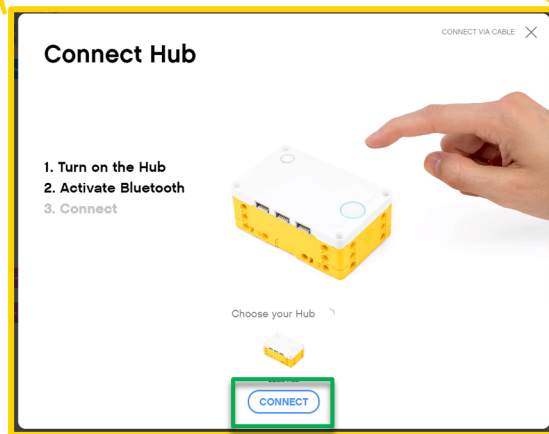 CONNECT VIA CABLE
Connect Hub
1. Turn on the Hub
2. Activate Bluetooth
3. Connect
Choose your Hub
CONNECT